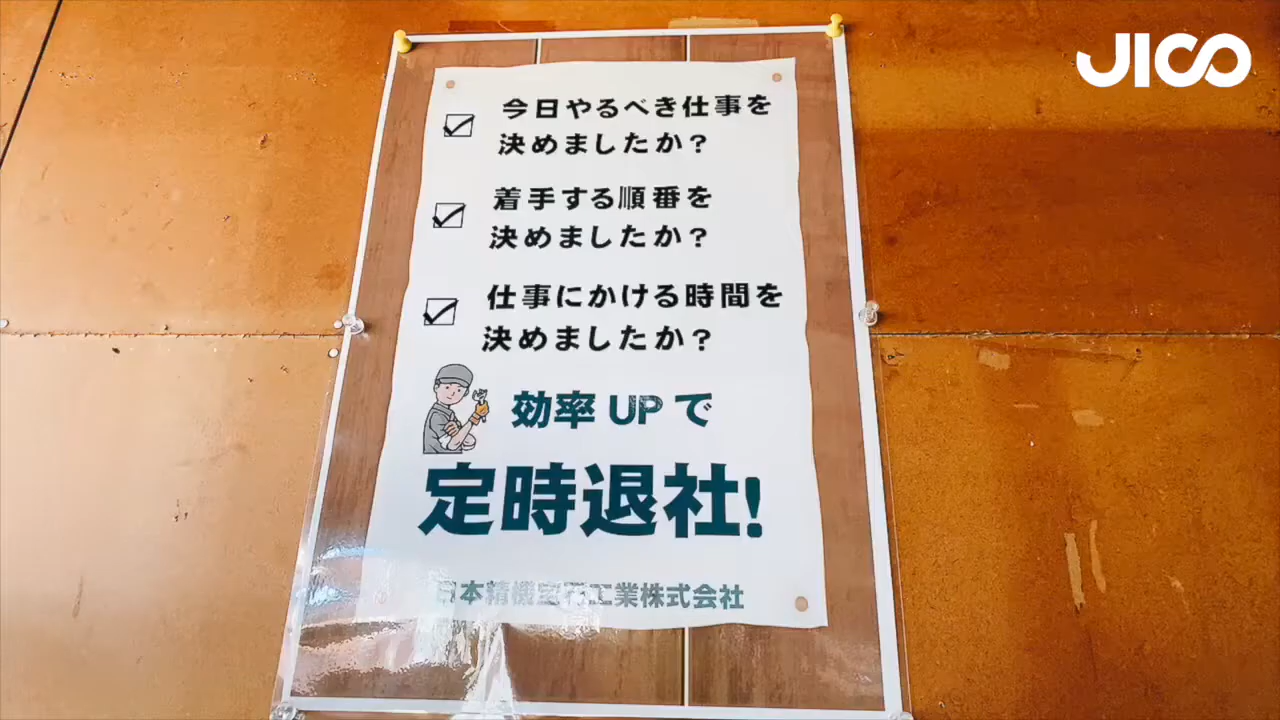 JICO
今日やるべき仕事を
決めましたか？
着手する順番を
決めましたか？
仕事にかける時間を
決めましたか？
効率UPで
定時退社！
日本精機宝石工業株式会社